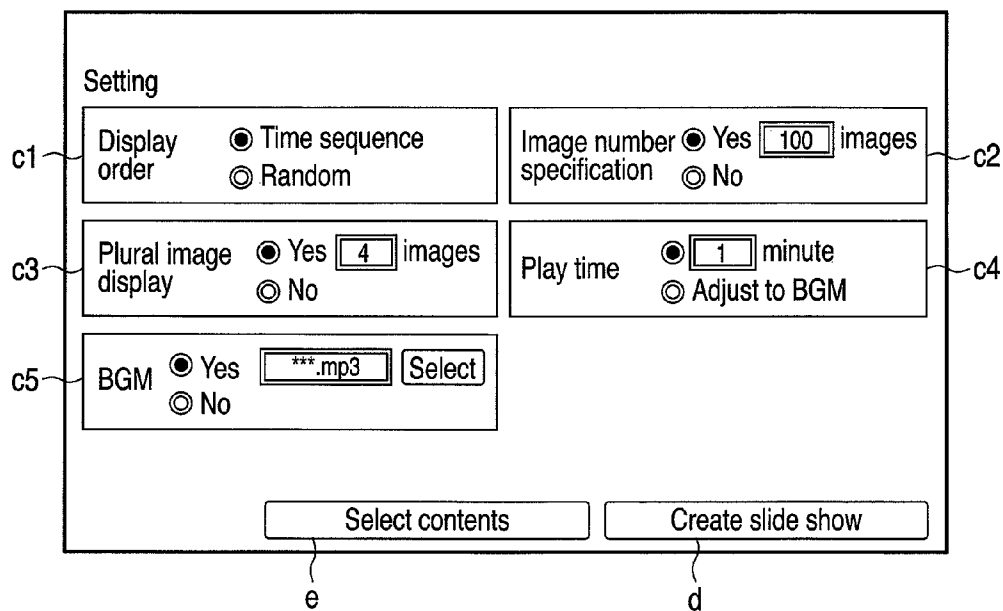 Setting
c1
Display order
Time sequence
Random
Image number specification
Yes 100 images
No
c2
c3
Plural image display
Yes 4 images
No
Play time
1 minute
Adjust to BGM
c4
c5
BGM
Yes ***.mp3 Select
No
Select contents
Create slide show
e
d